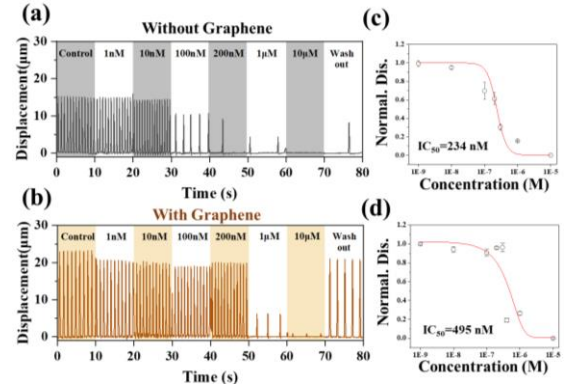 (a)
Without Graphene
Displacement(μm)
30
20
10
0
Control 1nM 10nM 100nM 200nM 1μM 10μM Wash out
0 10 20 30 40 50 60 70 80
Time (s)
(c)
Normal. Dis.
1.2
1.0
0.8
0.6
0.4
0.2
0.0
IC50=234 nM
1E-9 1E-8 1E-7 1E-6 1E-5
Concentration (M)
(b)
With Graphene
Displacement(μm)
30
20
10
0
Control 1nM 10nM 100nM 200nM 1μM 10μM Wash out
0 10 20 30 40 50 60 70 80
Time (s)
(d)
Normal. Dis.
1.2
1.0
0.8
0.6
0.4
0.2
0.0
IC50=495 nM
1E-9 1E-8 1E-7 1E-6 1E-5
Concentration (M)